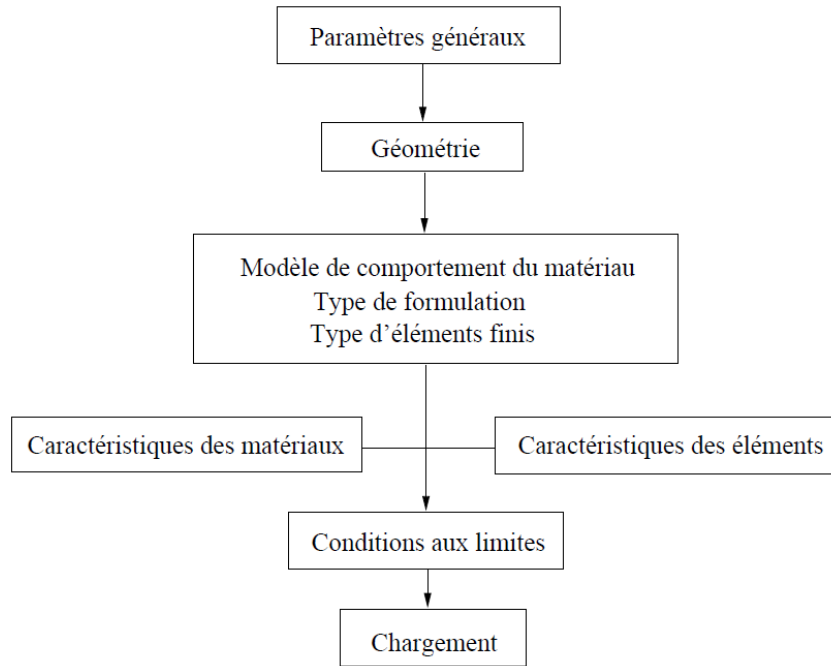 Paramètres généraux
Géométrie
Modèle de comportement du matériau
Type de formulation
Type d’éléments finis
Caractéristiques des matériaux
Caractéristiques des éléments
Conditions aux limites
Chargement